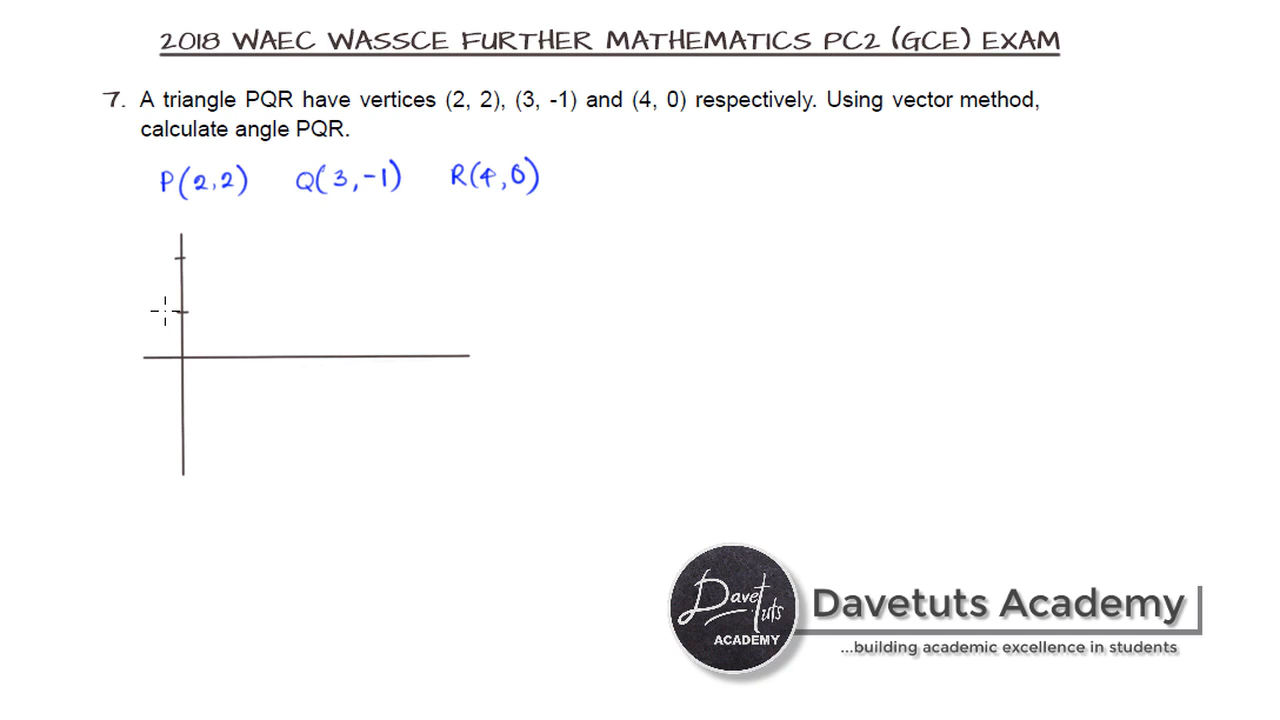 2018 WAEC WASSCE FURTHER MATHEMATICS PC2 (GCE) EXAM
7. A triangle PQR have vertices (2, 2), (3, -1) and (4, 0) respectively. Using vector method,
calculate angle PQR.
P(2,2) Q(3,-1) R(4,0)
Dave
Tuts
ACADEMY
Davetuts Academy
...building academic excellence in students